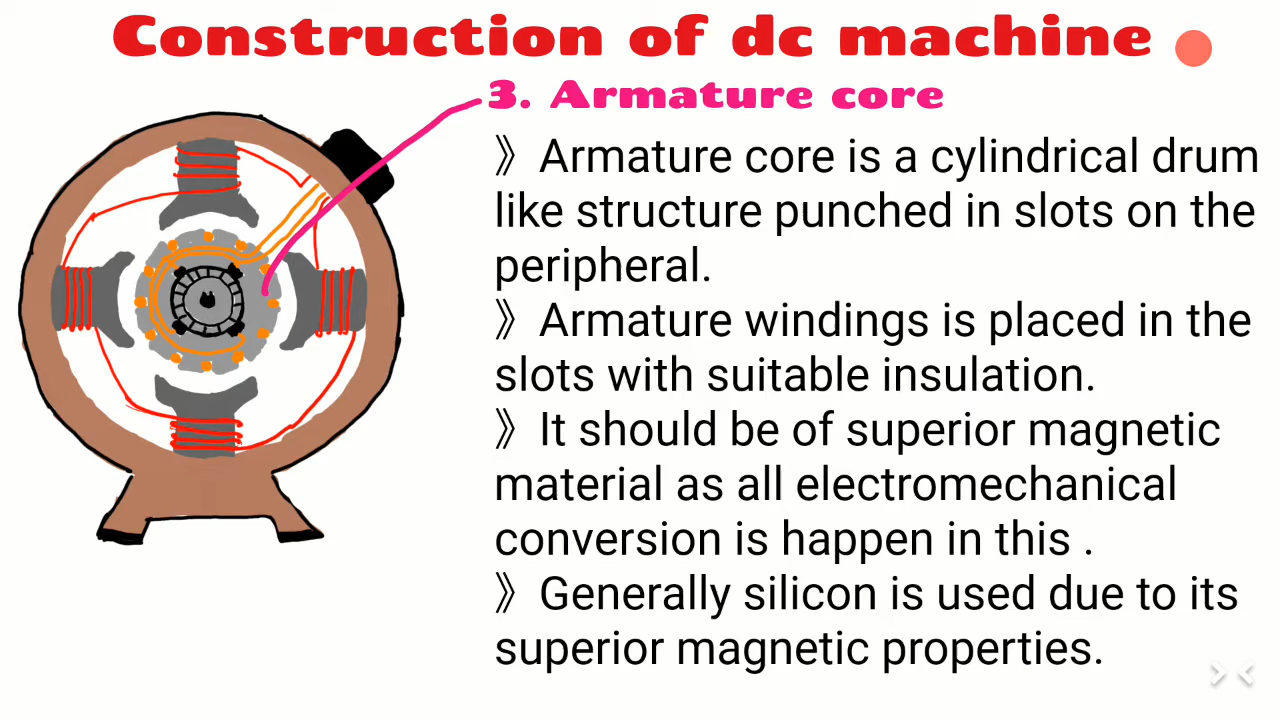 Construction of dc machine
3. Armature core
》Armature core is a cylindrical drum
like structure punched in slots on the
peripheral.
》Armature windings is placed in the
slots with suitable insulation.
》It should be of superior magnetic
material as all electromechanical
conversion is happen in this .
》Generally silicon is used due to its
superior magnetic properties.